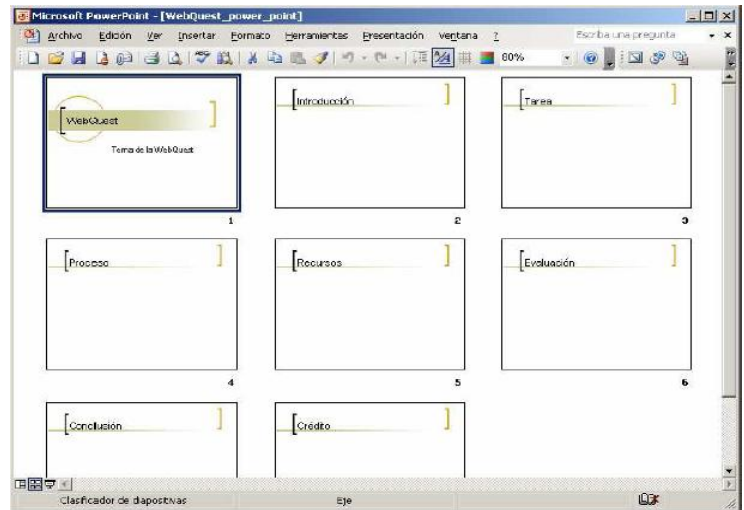 Microsoft PowerPoint - [WebQuest_power_point]
Archivo Edición Ver Insertar Formato Herramientas Presentación Ventana ? Escriba una pregunta
80%
WebQuest
Tema de la WebQuest
1
Introducción
2
Tarea
3
Proceso
4
Recursos
5
Evaluación
6
Conclusión
Crédito
Clasificador de diapositivas Eje